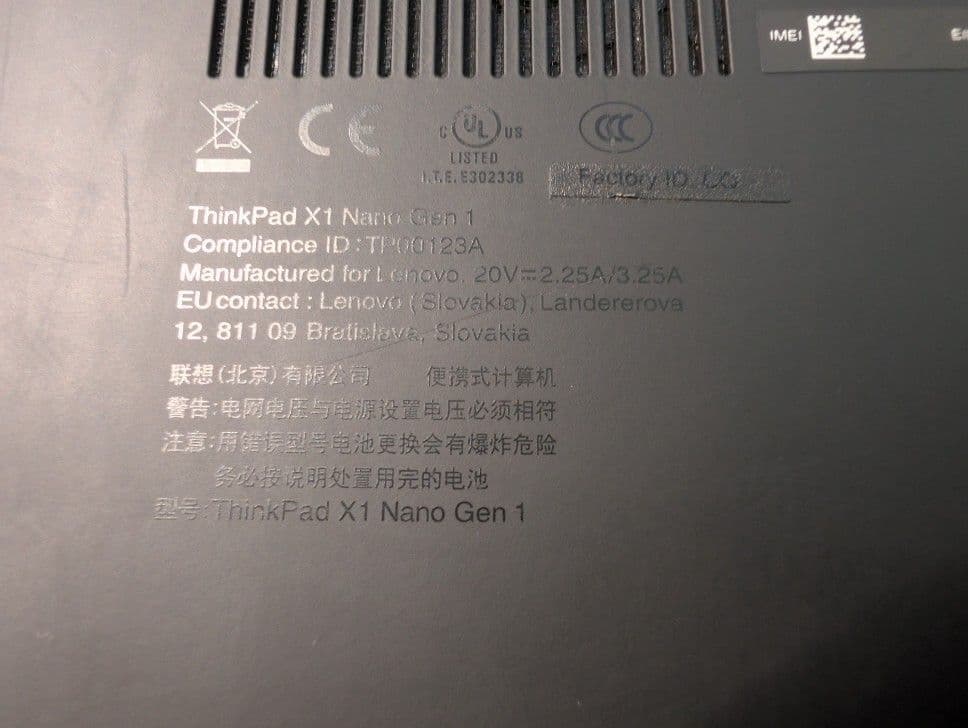 IMEI
CE
C UL US
LISTED
I.T.E. E302338
CCC
Factory ID
ThinkPad X1 Nano Gen 1
Compliance ID:TP00123A
Manufactured for Lenovo. 20V⎓2.25A/3.25A
EU contact : Lenovo (Slovakia), Landererova
12, 811 09 Bratislava, Slovakia
联想(北京)有限公司 便携式计算机
警告:电网电压与电源设置电压必须相符
注意:用错误型号电池更换会有爆炸危险
务必按说明处置用完的电池
型号:ThinkPad X1 Nano Gen 1